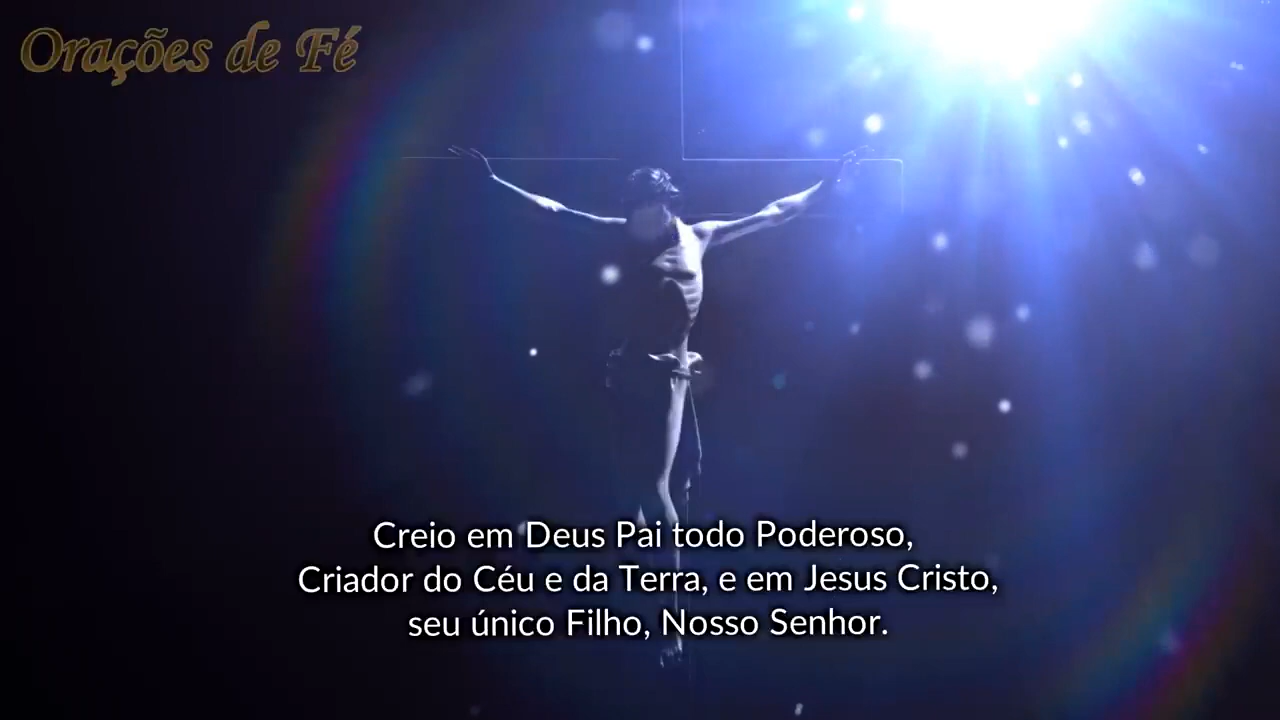 Orações de Fé
Creio em Deus Pai todo Poderoso,
Criador do Céu e da Terra, e em Jesus Cristo,
seu único Filho, Nosso Senhor.